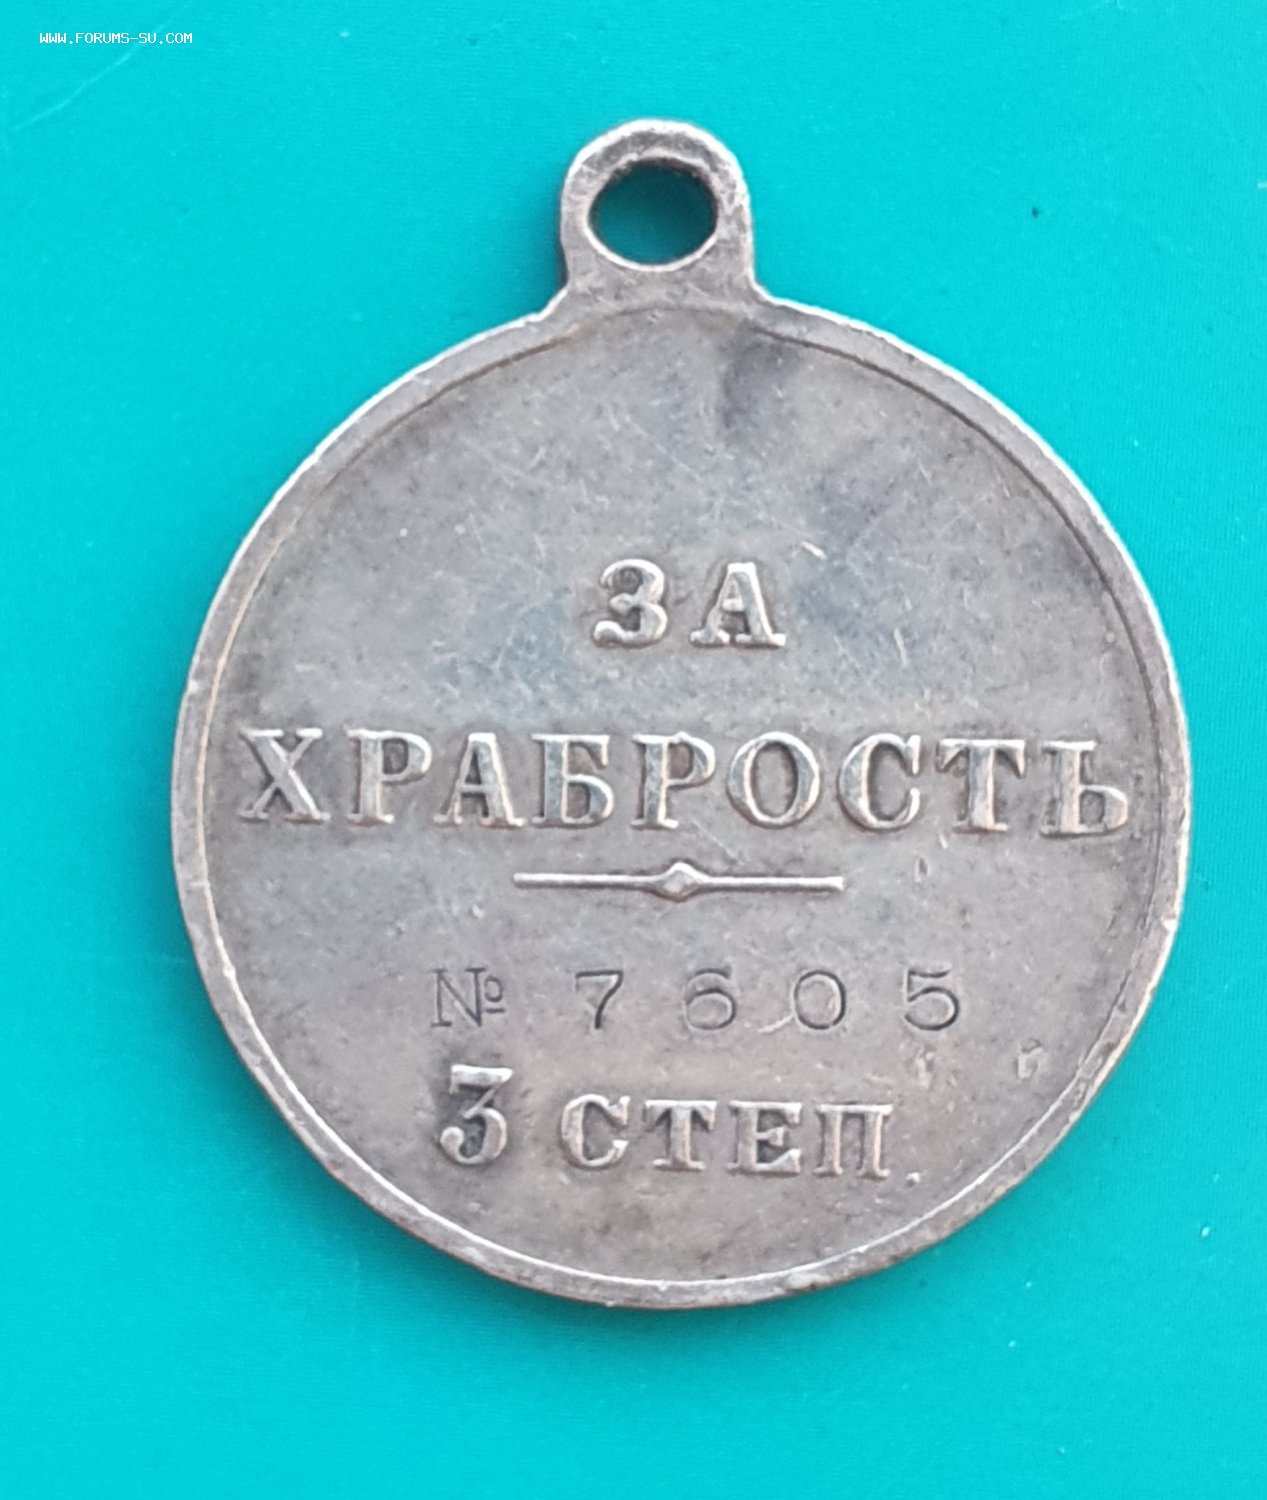 WWW.FORUMS-SU.COM
ЗА
ХРАБРОСТЬ
№ 7605
3 СТЕП.